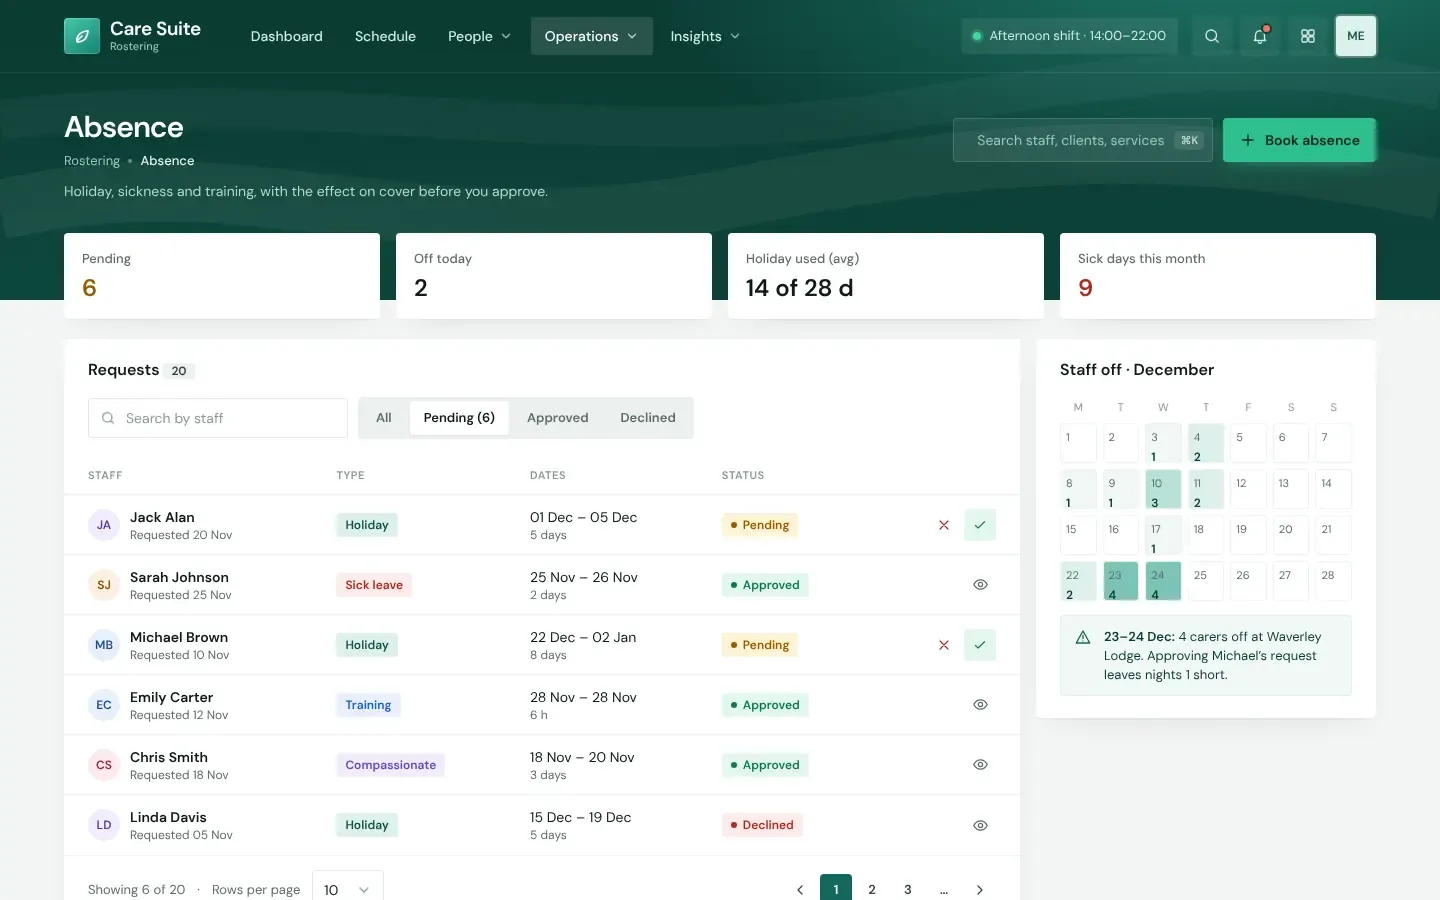 Care Suite
Rostering
Dashboard
Schedule
People
Operations
Insights
Afternoon shift · 14:00–22:00
ME
Absence
Rostering • Absence
Holiday, sickness and training, with the effect on cover before you approve.
Search staff, clients, services ⌘K
+ Book absence
Pending
6
Off today
2
Holiday used (avg)
14 of 28 d
Sick days this month
9
Requests 20
Search by staff
All
Pending (6)
Approved
Declined
STAFF TYPE DATES STATUS
JA
Jack Alan
Requested 20 Nov
Holiday
01 Dec – 05 Dec
5 days
Pending
SJ
Sarah Johnson
Requested 25 Nov
Sick leave
25 Nov – 26 Nov
2 days
Approved
MB
Michael Brown
Requested 10 Nov
Holiday
22 Dec – 02 Jan
8 days
Pending
EC
Emily Carter
Requested 12 Nov
Training
28 Nov – 28 Nov
6 h
Approved
CS
Chris Smith
Requested 18 Nov
Compassionate
18 Nov – 20 Nov
3 days
Approved
LD
Linda Davis
Requested 05 Nov
Holiday
15 Dec – 19 Dec
5 days
Declined
Showing 6 of 20 · Rows per page 10
1 2 3 ...
Staff off · December
M T W T F S S
1 2 3 4 5 6 7
1 2
8 9 10 11 12 13 14
1 1 3 2
15 16 17 18 19 20 21
1
22 23 24 25 26 27 28
2 4 4
23–24 Dec: 4 carers off at Waverley
Lodge. Approving Michael's request
leaves nights 1 short.